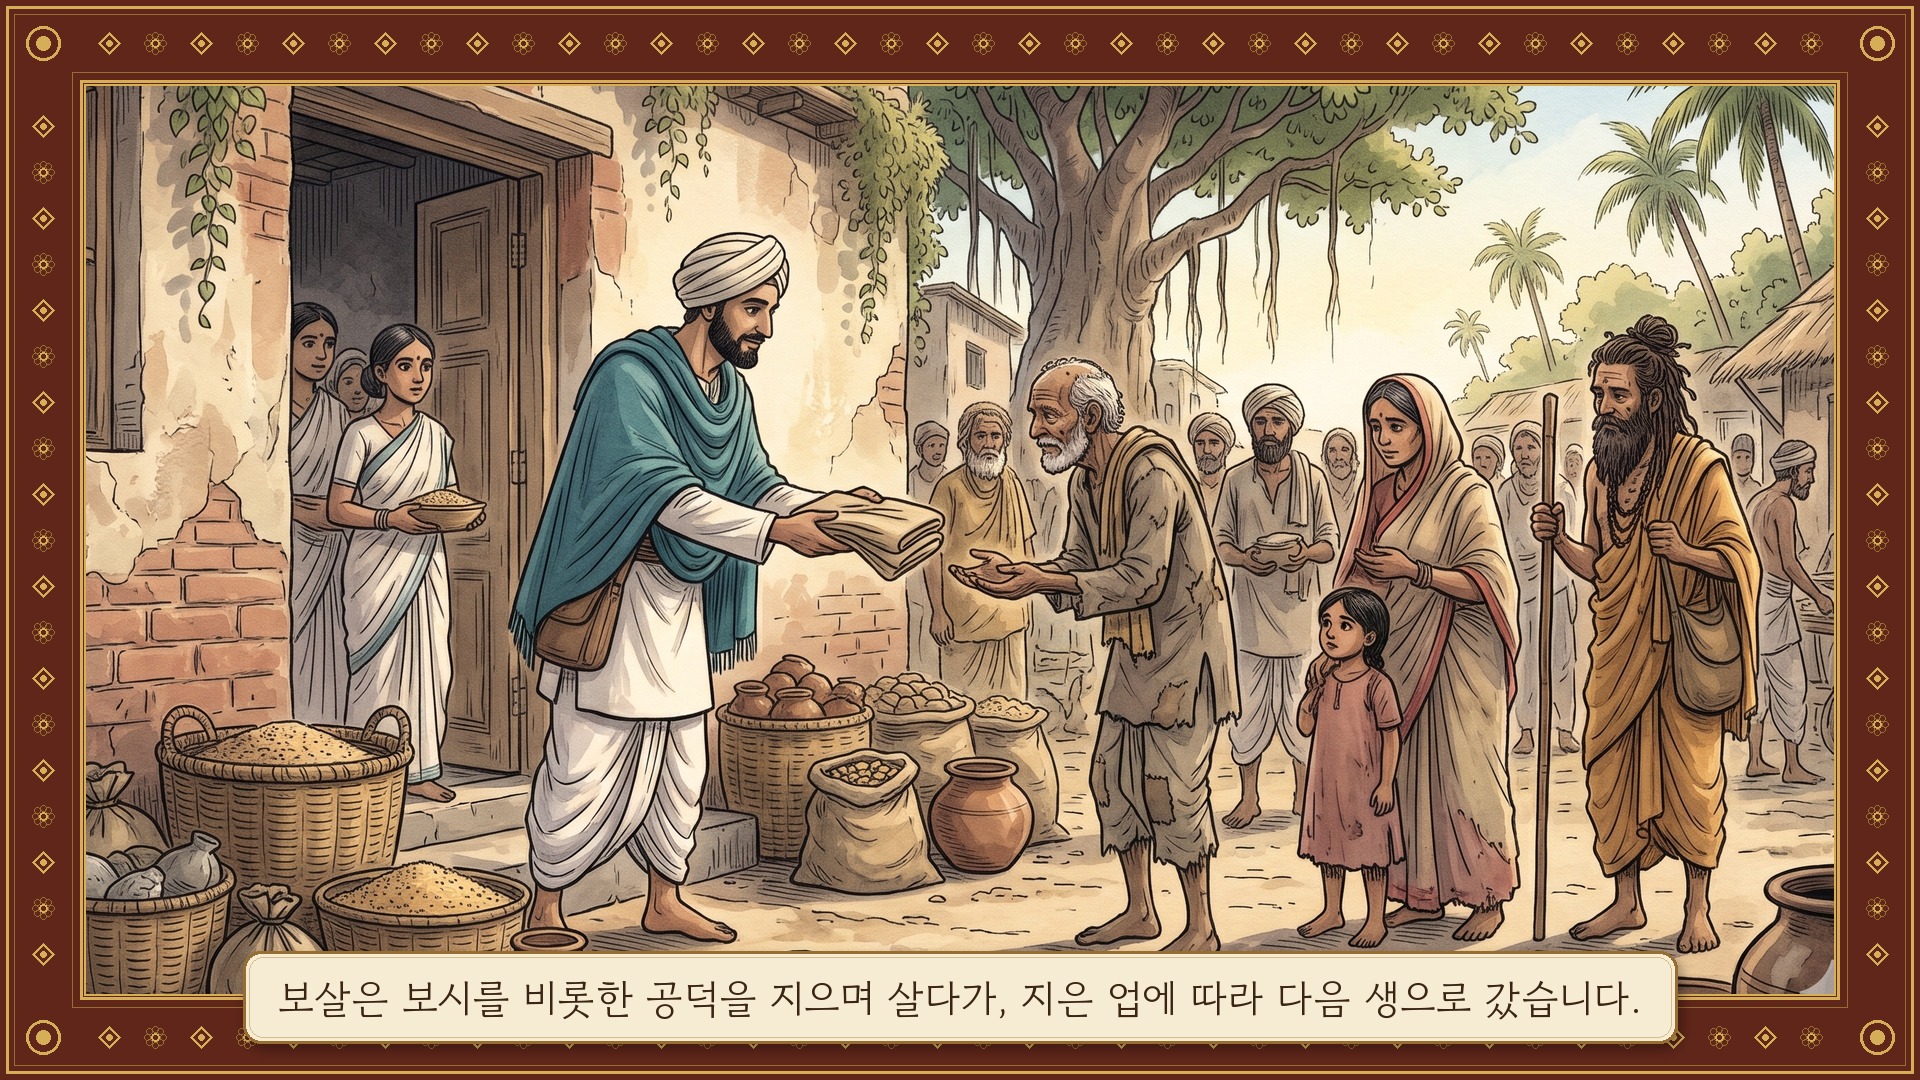 보살은 보시를 비롯한 공덕을 지으며 살다가, 지은 업에 따라 다음 생으로 갔습니다.